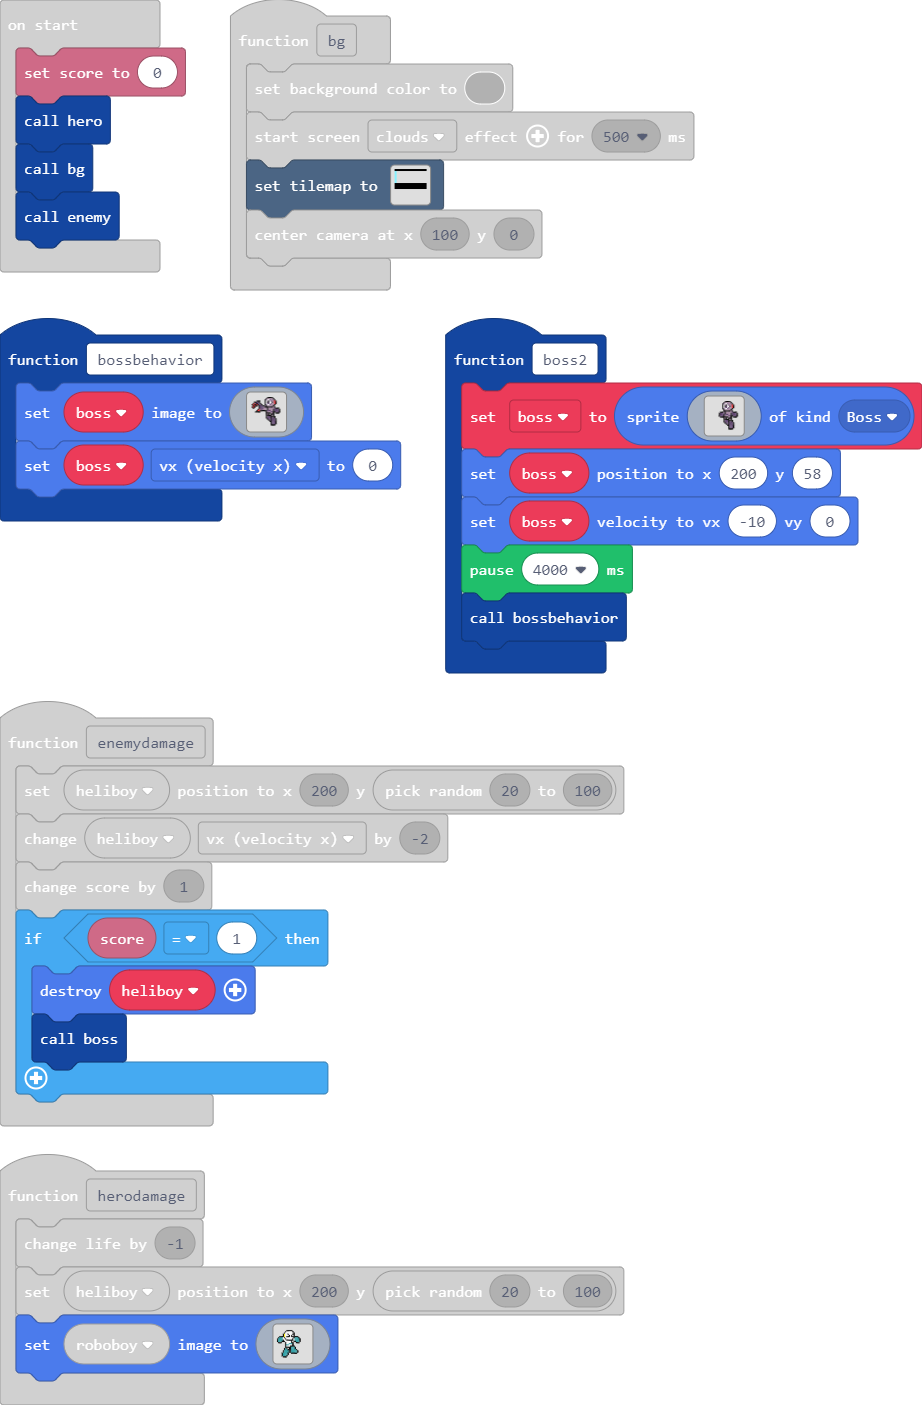 on start
set score to 0
call hero
call bg
call enemy
function bg
set background color to
start screen clouds effect for 500 ms
set tilemap to
center camera at x 100 y 0
function bossbehavior
set boss image to
set boss vx (velocity x) to 0
function boss2
set boss to sprite of kind Boss
set boss position to x 200 y 58
set boss velocity to vx -10 vy 0
pause 4000 ms
call bossbehavior
function enemydamage
set heliboy position to x 200 y pick random 20 to 100
change heliboy vx (velocity x) by -2
change score by 1
if score = 1 then
destroy heliboy
call boss
function herodamage
change life by -1
set heliboy position to x 200 y pick random 20 to 100
set roboboy image to